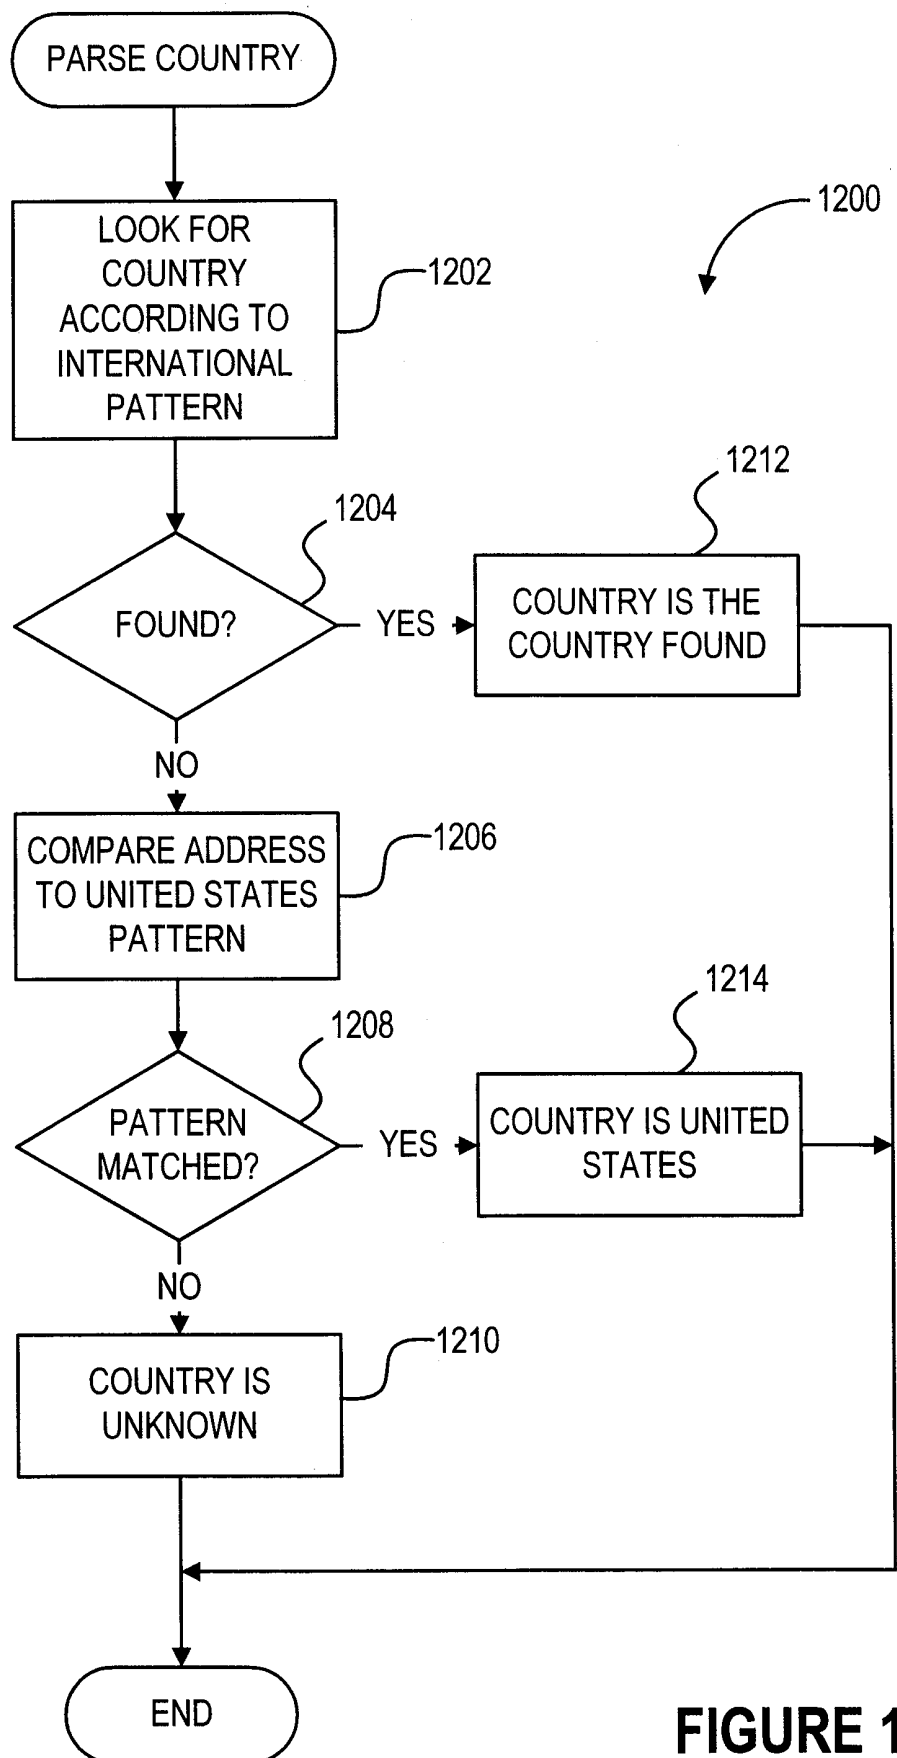 PARSE COUNTRY
1200
LOOK FOR
COUNTRY
ACCORDING TO
INTERNATIONAL
PATTERN
1202
1204
FOUND?
YES
1212
COUNTRY IS THE
COUNTRY FOUND
NO
COMPARE ADDRESS
TO UNITED STATES
PATTERN
1206
1208
PATTERN
MATCHED?
YES
1214
COUNTRY IS UNITED
STATES
NO
COUNTRY IS
UNKNOWN
1210
END
FIGURE 1